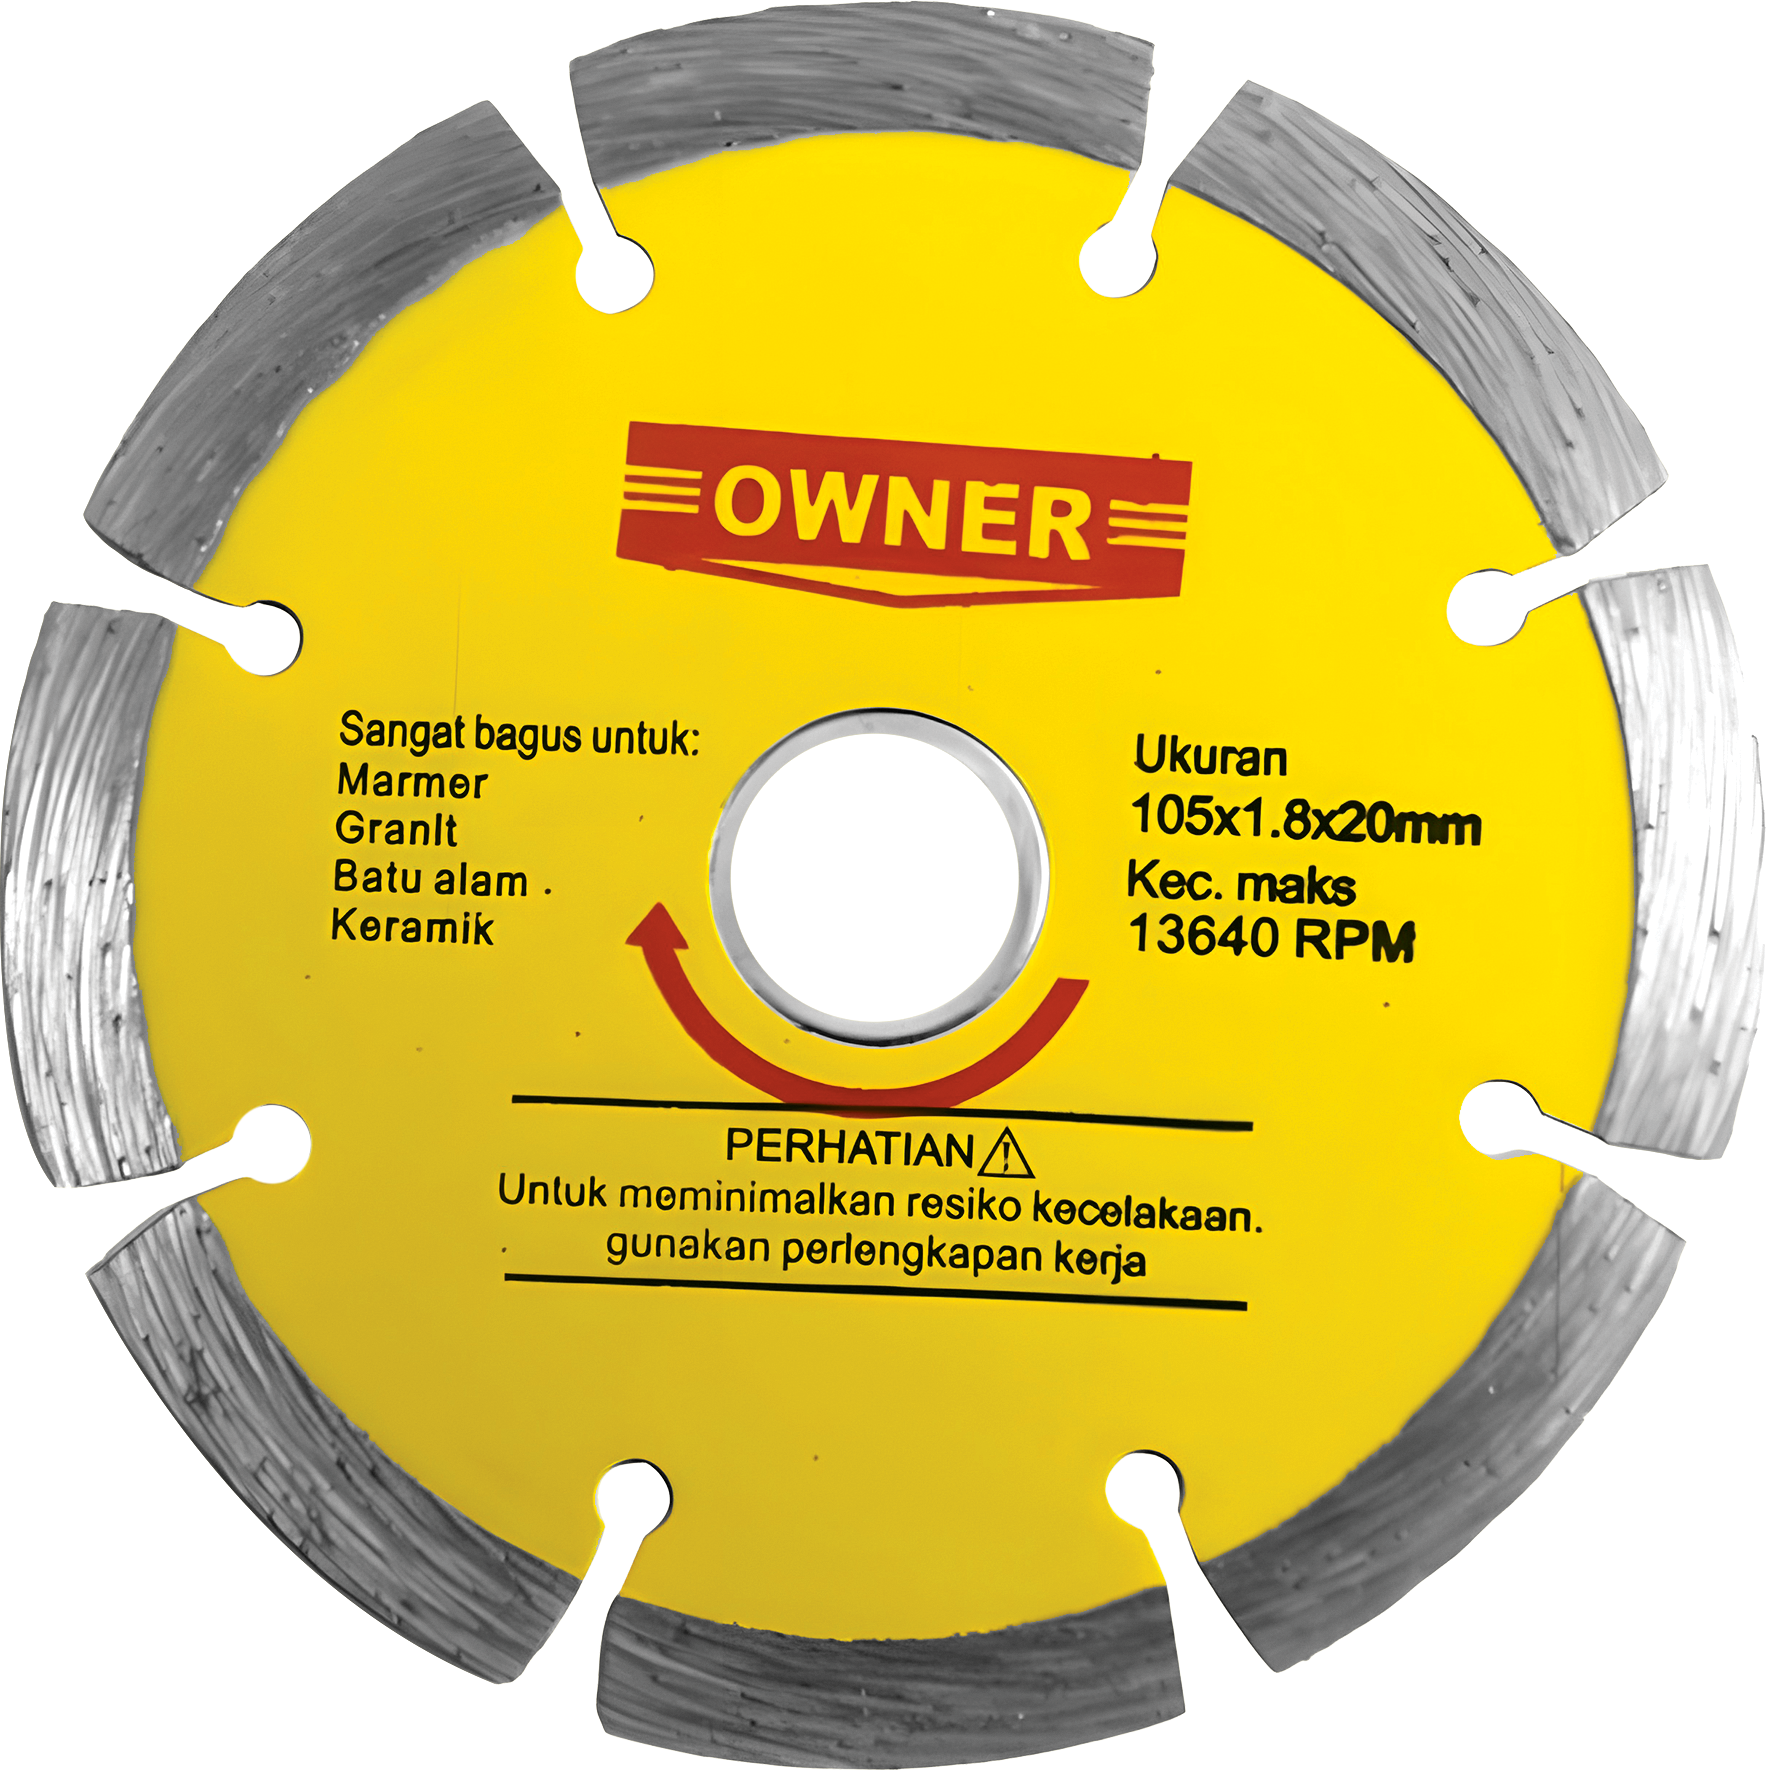 OWNER
Sangat bagus untuk:
Marmer
Granit
Batu alam
Keramik
Ukuran
105x1.8x20mm
Kec. maks
13640 RPM
PERHATIAN
Untuk meminimalkan resiko kecelakaan.
gunakan perlengkapan kerja